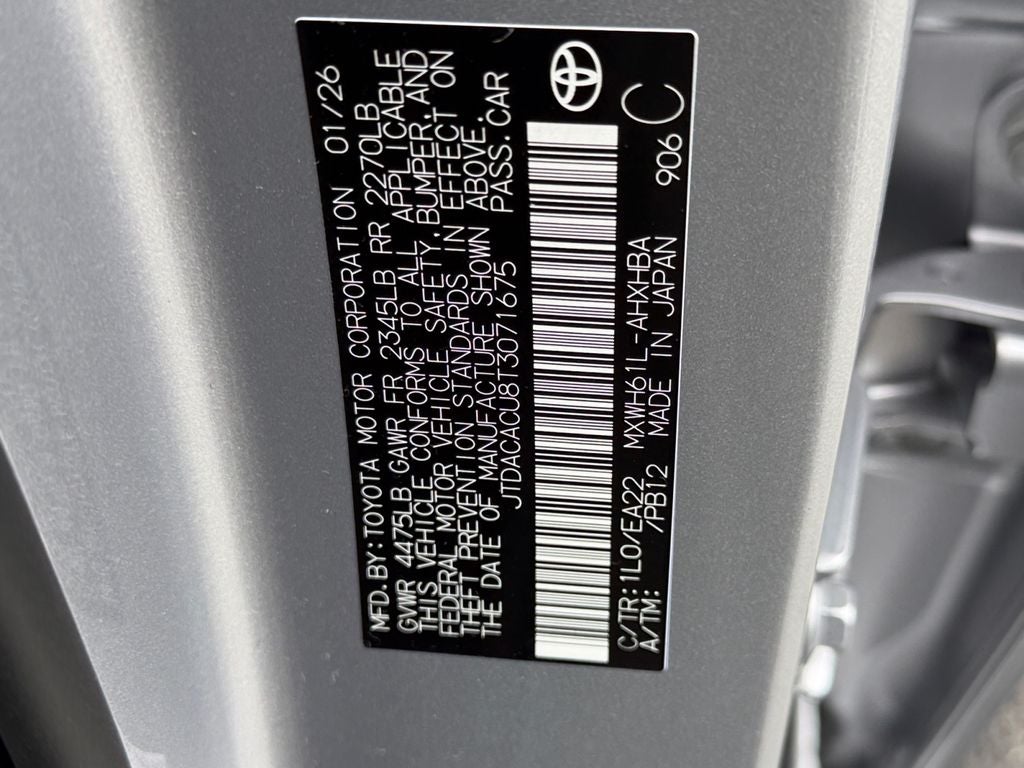 MFD.BY:TOYOTA MOTOR CORPORATION 01/26
GVWR 4475LB GAWR FR 2345LB RR 2270LB
THIS VEHICLE CONFORMS TO ALL APPLICABLE
FEDERAL MOTOR VEHICLE SAFETY,BUMPER,AND
THEFT PREVENTION STANDARDS IN EFFECT ON
THE DATE OF MANUFACTURE SHOWN ABOVE.
JTDACACU8T3071675 PASS.CAR
C/TR:1L0/EA22 MXWH61L-AHXHBA
A/TM: /PB12 MADE IN JAPAN 906 C